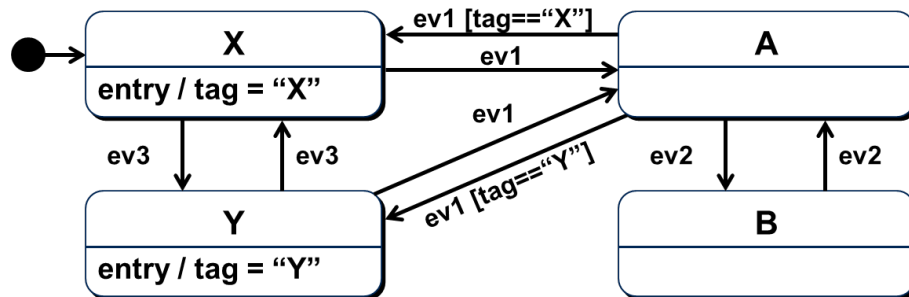 X
entry / tag = “X”
ev1 [tag==“X”]
ev1
A
ev3
ev3
ev1
ev1 [tag==“Y”]
ev2
ev2
Y
entry / tag = “Y”
B